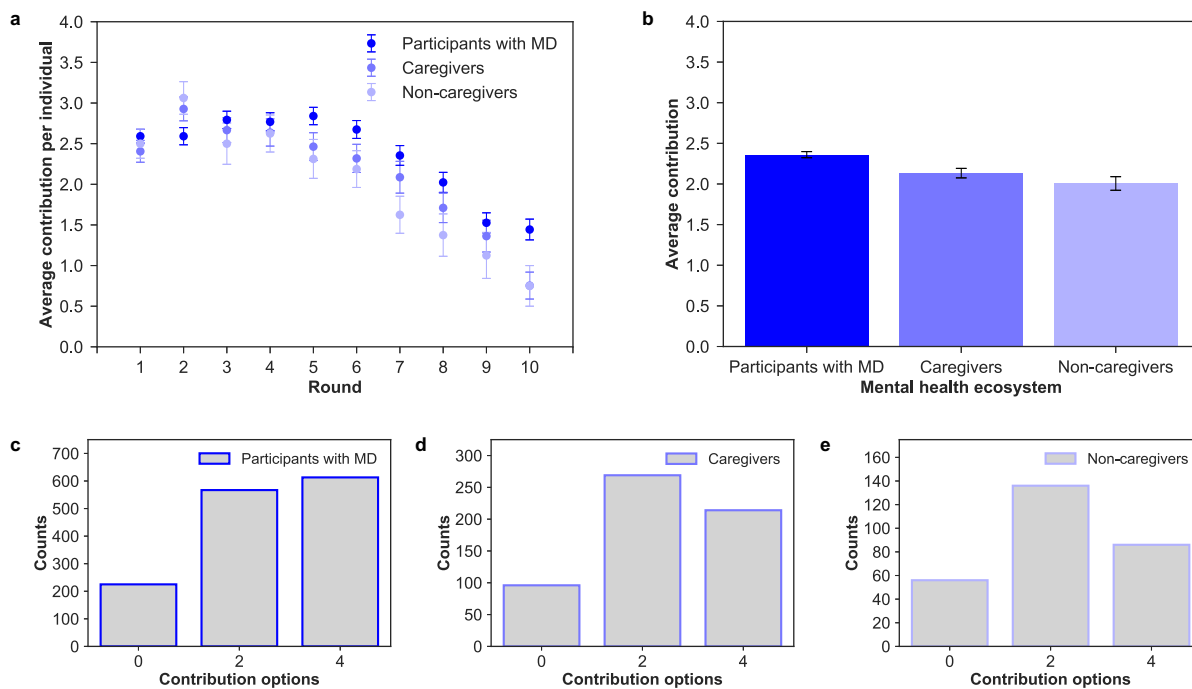 a
4.0
3.5
3.0
2.5
2.0
1.5
1.0
0.5
0.0
Average contribution per individual
Participants with MD
Caregivers
Non-caregivers
1 2 3 4 5 6 7 8 9 10
Round
b
4.0
3.5
3.0
2.5
2.0
1.5
1.0
0.5
0.0
Average contribution
Participants with MD Caregivers Non-caregivers
Mental health ecosystem
c
700
600
500
400
300
200
100
0
Counts
Participants with MD
0 2 4
Contribution options
d
300
250
200
150
100
50
0
Counts
Caregivers
0 2 4
Contribution options
e
160
140
120
100
80
60
40
20
0
Counts
Non-caregivers
0 2 4
Contribution options